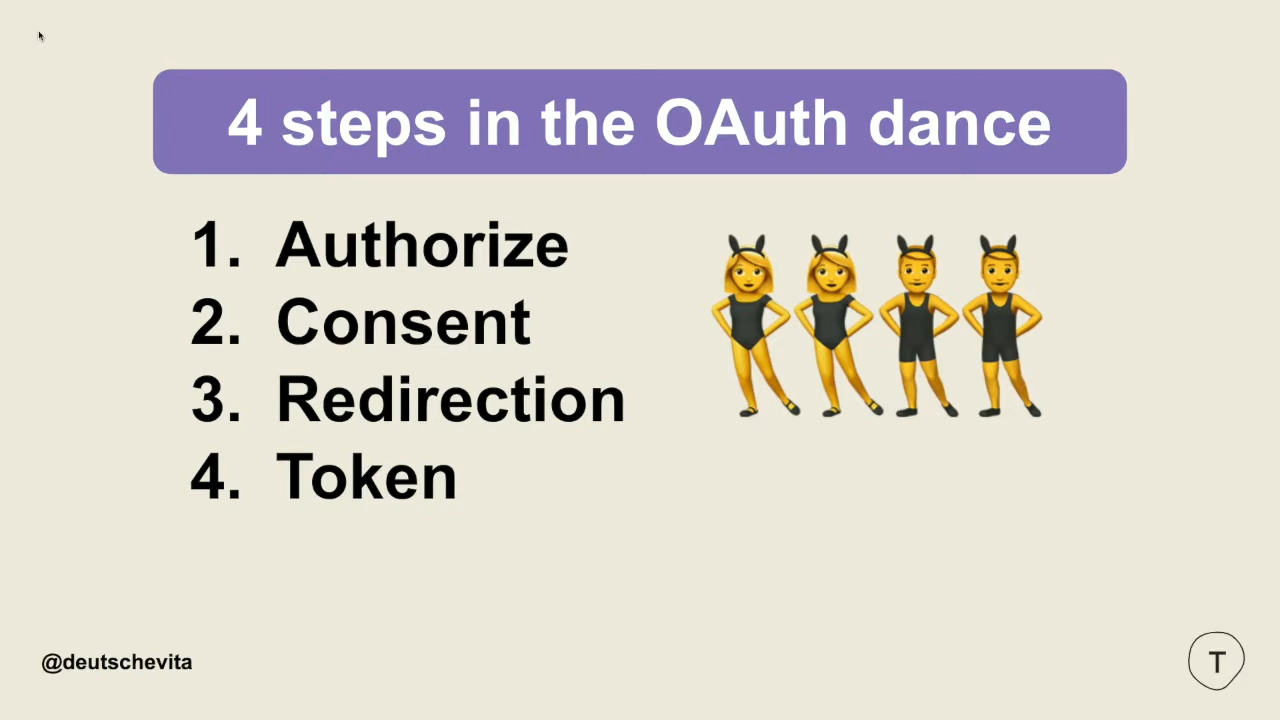 4 steps in the OAuth dance
1. Authorize
2. Consent
3. Redirection
4. Token
@deutschevita
T